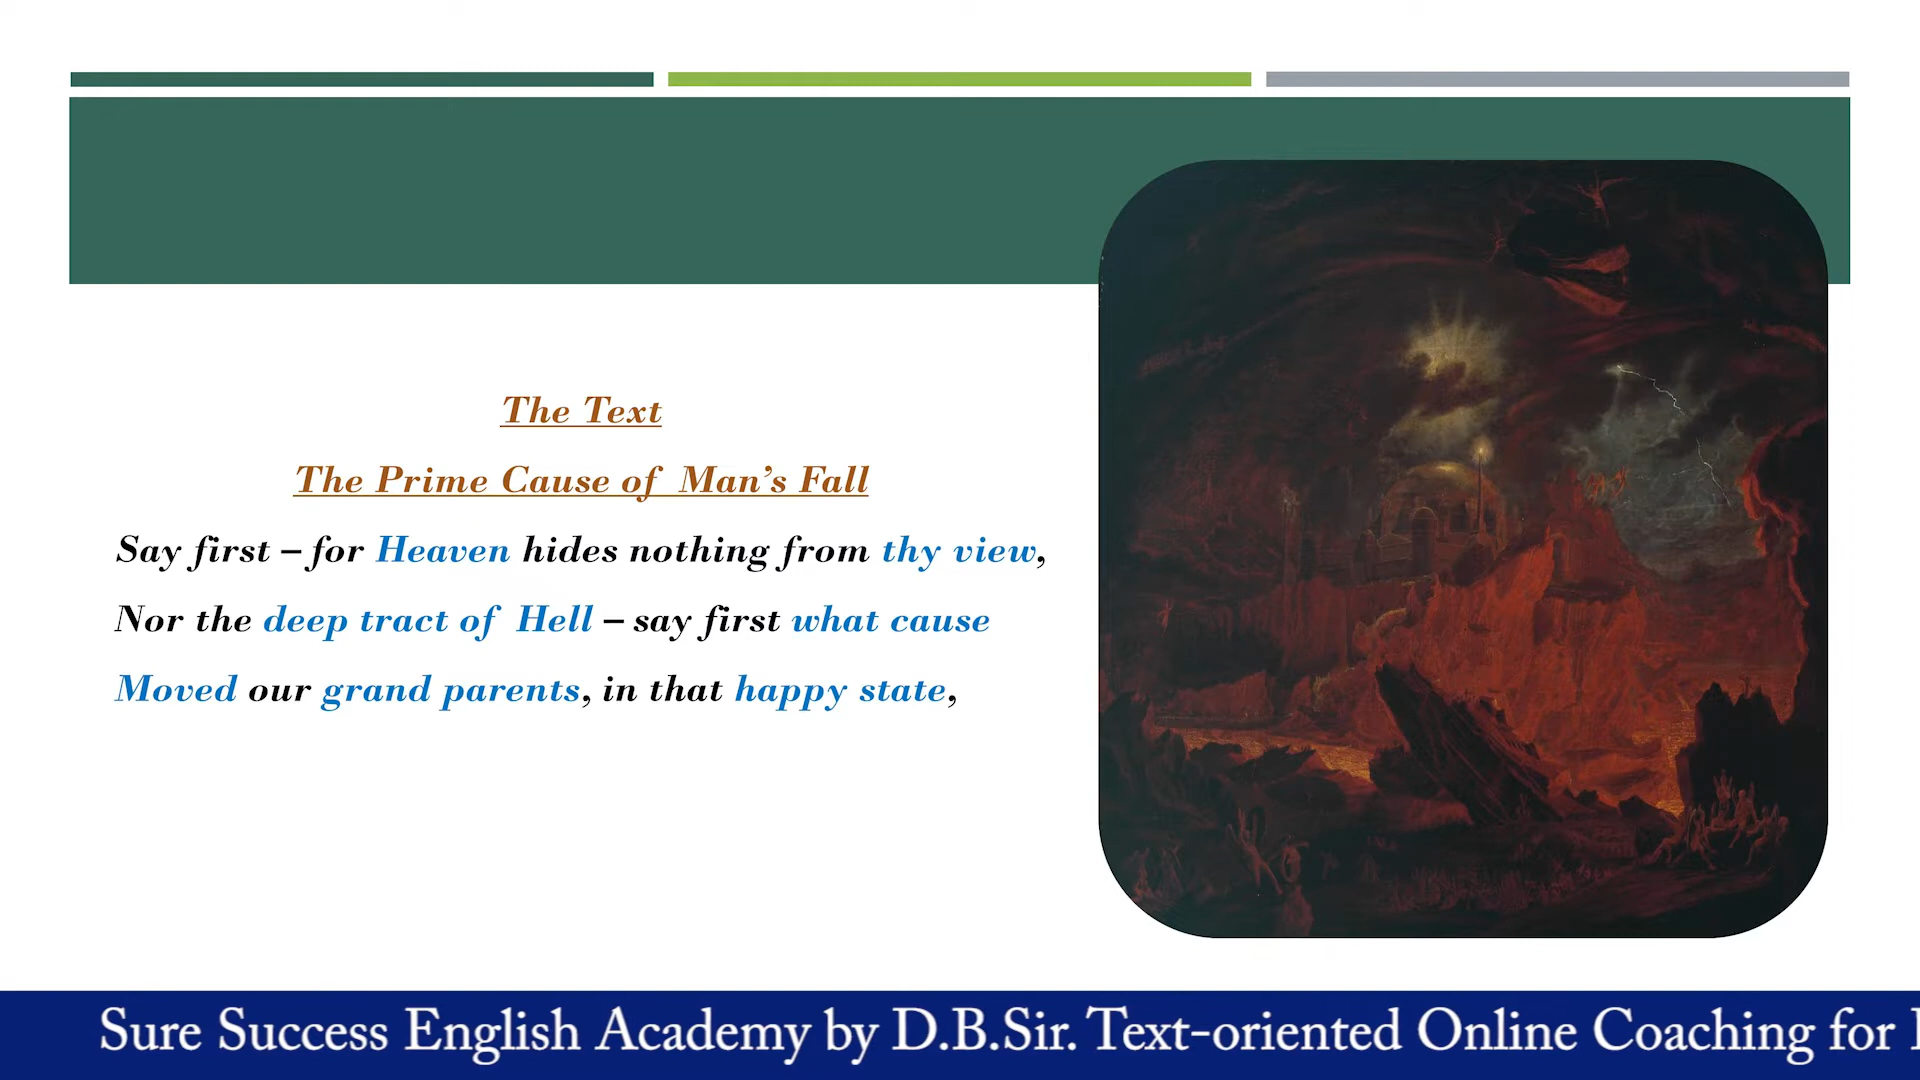 The Text
The Prime Cause of Man's Fall
Say first – for Heaven hides nothing from thy view,
Nor the deep tract of Hell – say first what cause
Moved our grand parents, in that happy state,
Sure Success English Academy by D.B.Sir. Text-oriented Online Coaching for